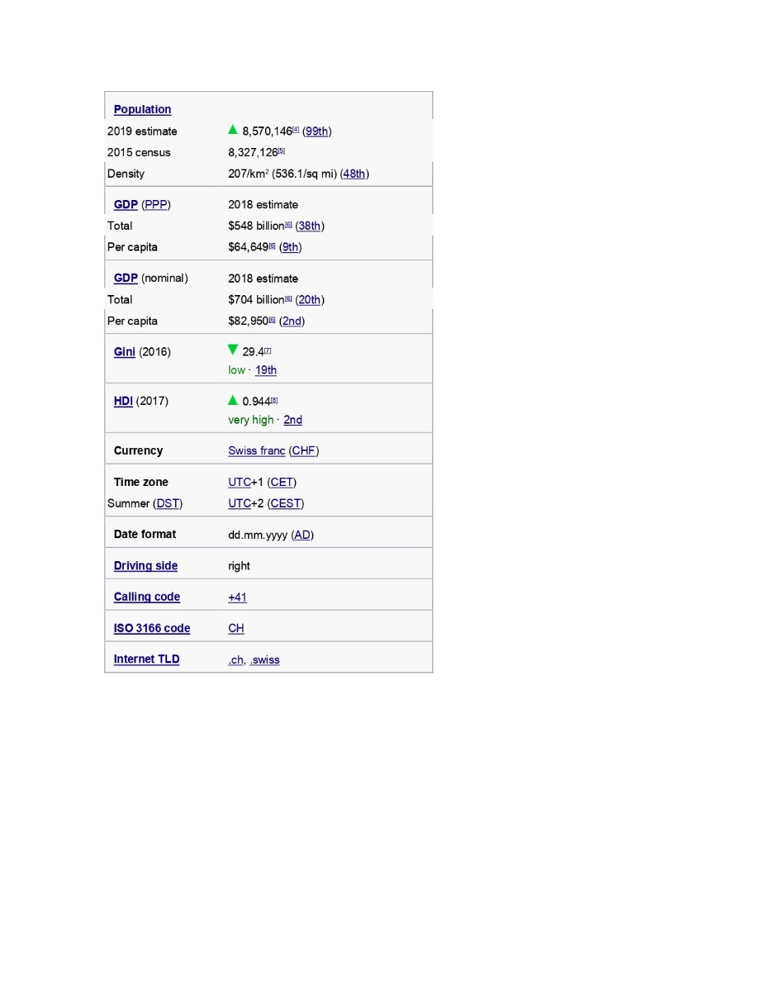 Population
2019 estimate ▲ 8,570,146[4] (99th)
2015 census 8,327,126[5]
Density 207/km² (536.1/sq mi) (48th)
GDP (PPP) 2018 estimate
Total $548 billion[6] (38th)
Per capita $64,649[6] (9th)
GDP (nominal) 2018 estimate
Total $704 billion[6] (20th)
Per capita $82,950[6] (2nd)
Gini (2016) ▼ 29.4[7]
low · 19th
HDI (2017) ▲ 0.944[8]
very high · 2nd
Currency Swiss franc (CHF)
Time zone UTC+1 (CET)
Summer (DST) UTC+2 (CEST)
Date format dd.mm.yyyy (AD)
Driving side right
Calling code +41
ISO 3166 code CH
Internet TLD .ch, .swiss